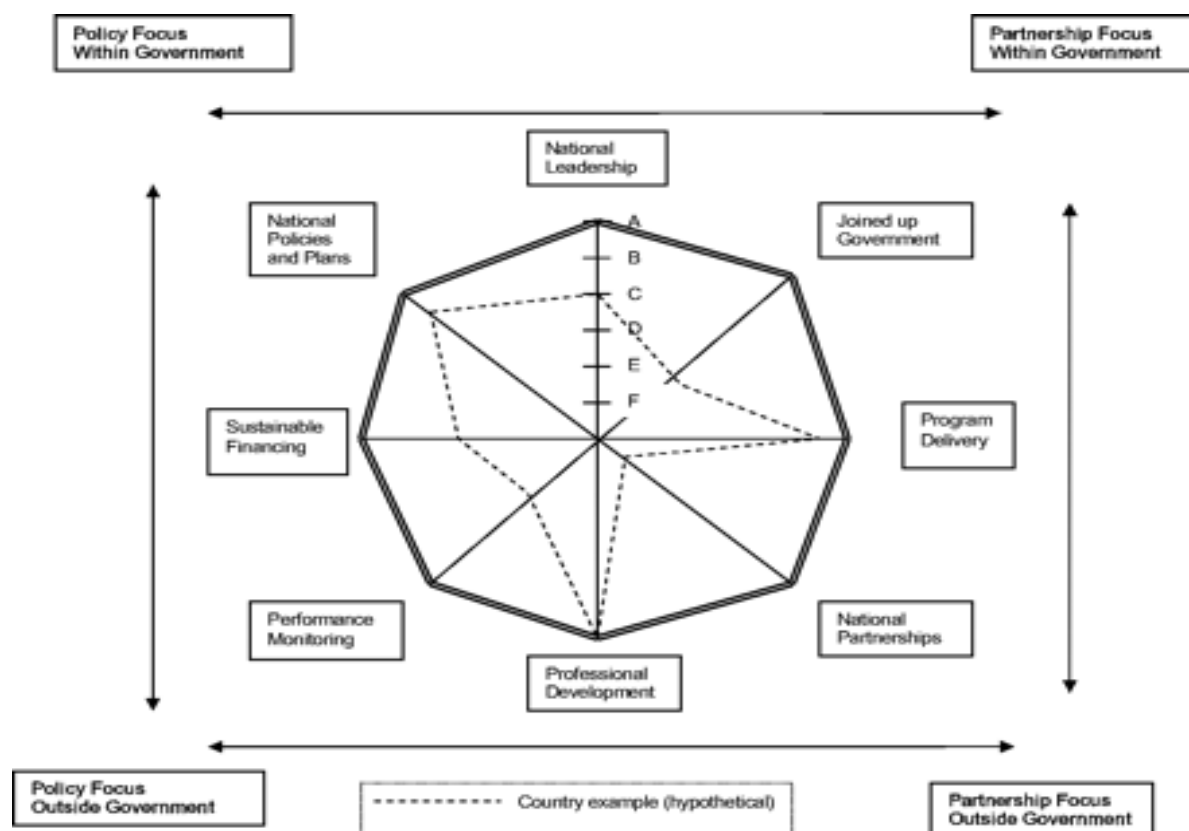 Policy Focus
Within Government
Partnership Focus
Within Government
National
Leadership
National
Policies
and Plans
Joined up
Government
A
B
C
D
E
F
Sustainable
Financing
Program
Delivery
Performance
Monitoring
National
Partnerships
Professional
Development
Policy Focus
Outside Government
Country example (hypothetical)
Partnership Focus
Outside Government